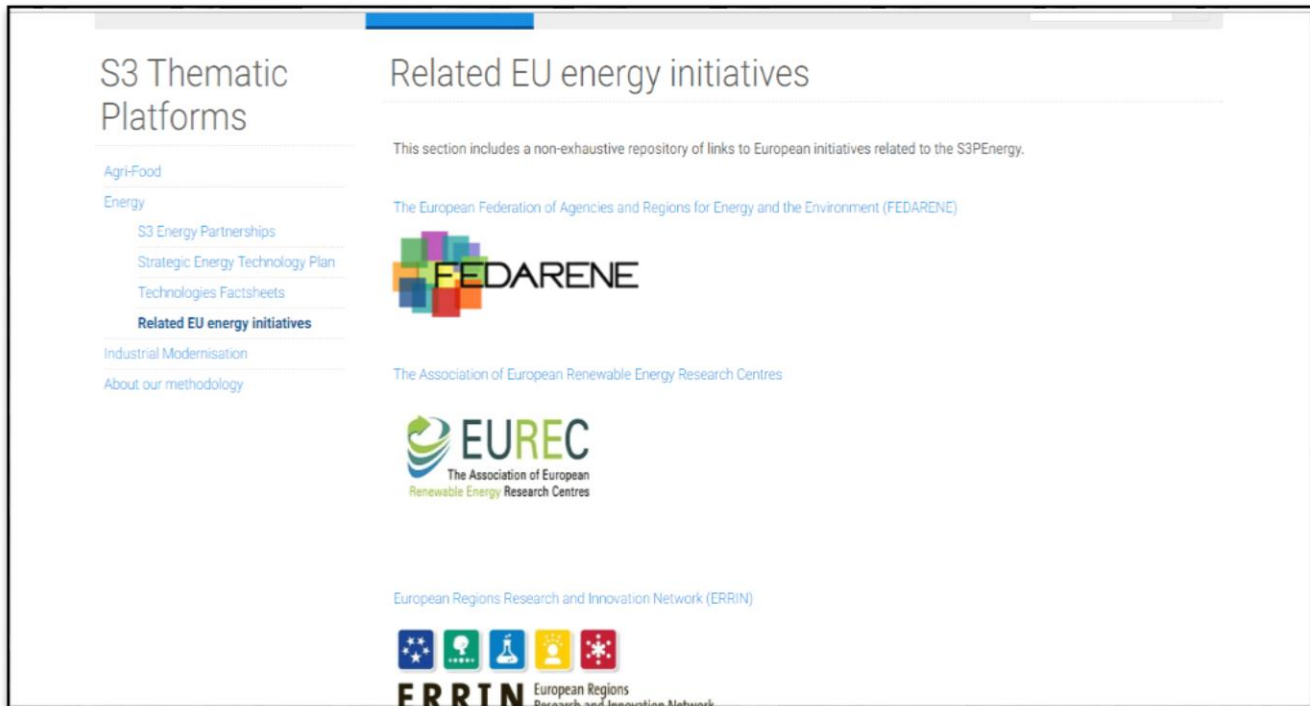 S3 Thematic
Platforms
Agri-Food
Energy
S3 Energy Partnerships
Strategic Energy Technology Plan
Technologies Factsheets
Related EU energy initiatives
Industrial Modernisation
About our methodology
Related EU energy initiatives
This section includes a non-exhaustive repository of links to European initiatives related to the S3PEnergy.
The European Federation of Agencies and Regions for Energy and the Environment (FEDARENE)
FEDARENE
The Association of European Renewable Energy Research Centres
EUREC
The Association of European
Renewable Energy Research Centres
European Regions Research and Innovation Network (ERRIN)
ERRIN
European Regions
Research and Innovation Network